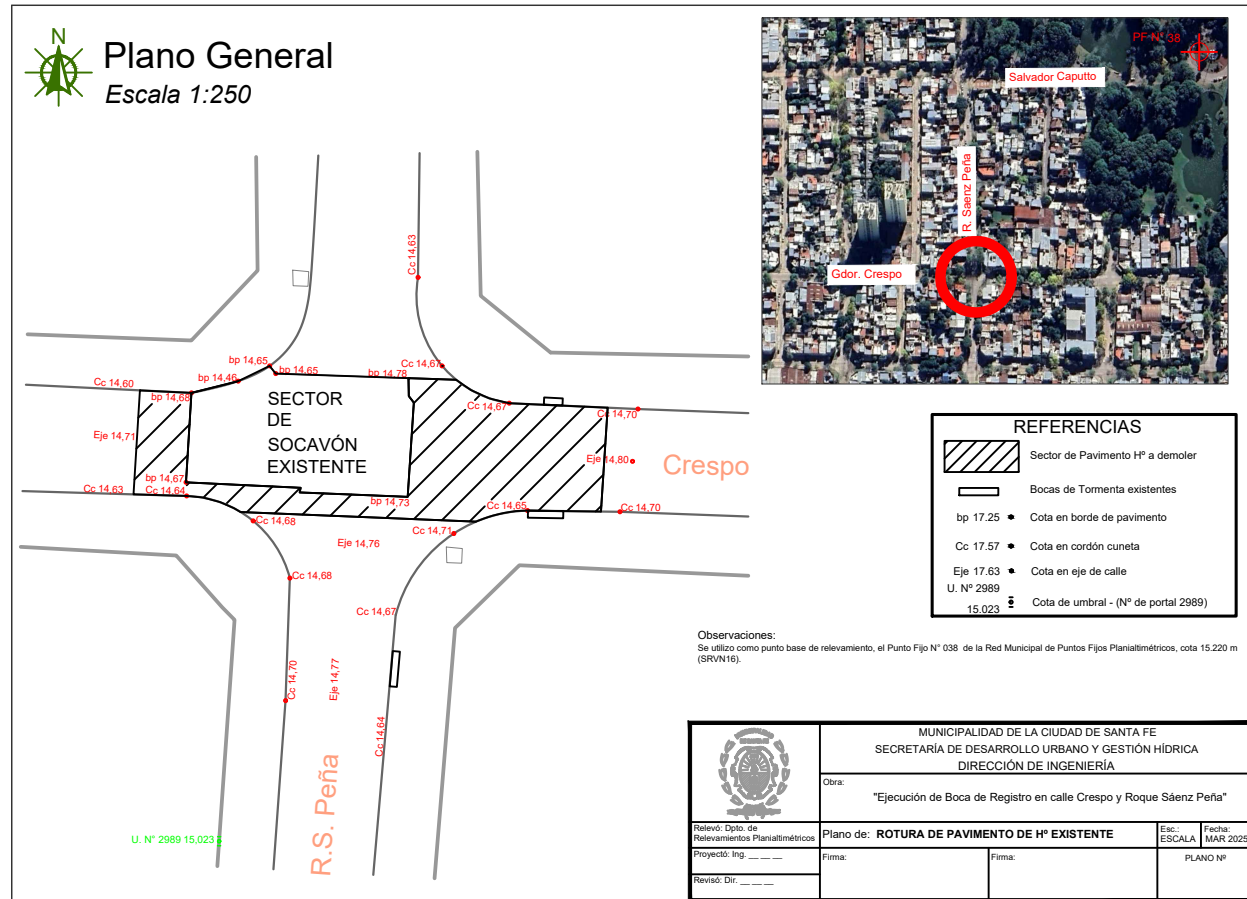 N
Plano General
Escala 1:250
PF Nº 38
Salvador Caputto
R. Saenz Peña
Gdor. Crespo
Cc 14,63
bp 14,65
Cc 14,67
bp 14,65
bp 14,78
bp 14,46
Cc 14,60
bp 14,68
Cc 14,67
Cc 14,70
SECTOR
DE
SOCAVÓN
EXISTENTE
Eje 14,71
Eje 14,80
Crespo
bp 14,67
Cc 14,63
Cc 14,64
bp 14,73
Cc 14,65
Cc 14,70
Cc 14,68
Cc 14,71
Eje 14,76
Cc 14,68
Cc 14,67
Cc 14,70
Eje 14,77
Cc 14,64
R.S. Peña
U. N° 2989 15,023
REFERENCIAS
Sector de Pavimento Hº a demoler
Bocas de Tormenta existentes
bp 17.25 Cota en borde de pavimento
Cc 17.57 Cota en cordón cuneta
Eje 17.63 Cota en eje de calle
U. Nº 2989
15.023 Cota de umbral - (Nº de portal 2989)
Observaciones:
Se utilizo como punto base de relevamiento, el Punto Fijo N° 038 de la Red Municipal de Puntos Fijos Planialtimétricos, cota 15.220 m
(SRVN16).
MUNICIPALIDAD DE LA CIUDAD DE SANTA FE
SECRETARÍA DE DESARROLLO URBANO Y GESTIÓN HÍDRICA
DIRECCIÓN DE INGENIERÍA
Obra:
"Ejecución de Boca de Registro en calle Crespo y Roque Sáenz Peña"
Relevó: Dpto. de
Relevamientos Planialtimétricos
Plano de: ROTURA DE PAVIMENTO DE Hº EXISTENTE
Esc.:
ESCALA
Fecha:
MAR 2025
Proyectó: Ing. __ __ __
Firma:
Firma:
PLANO Nº
Revisó: Dir. __ __ __